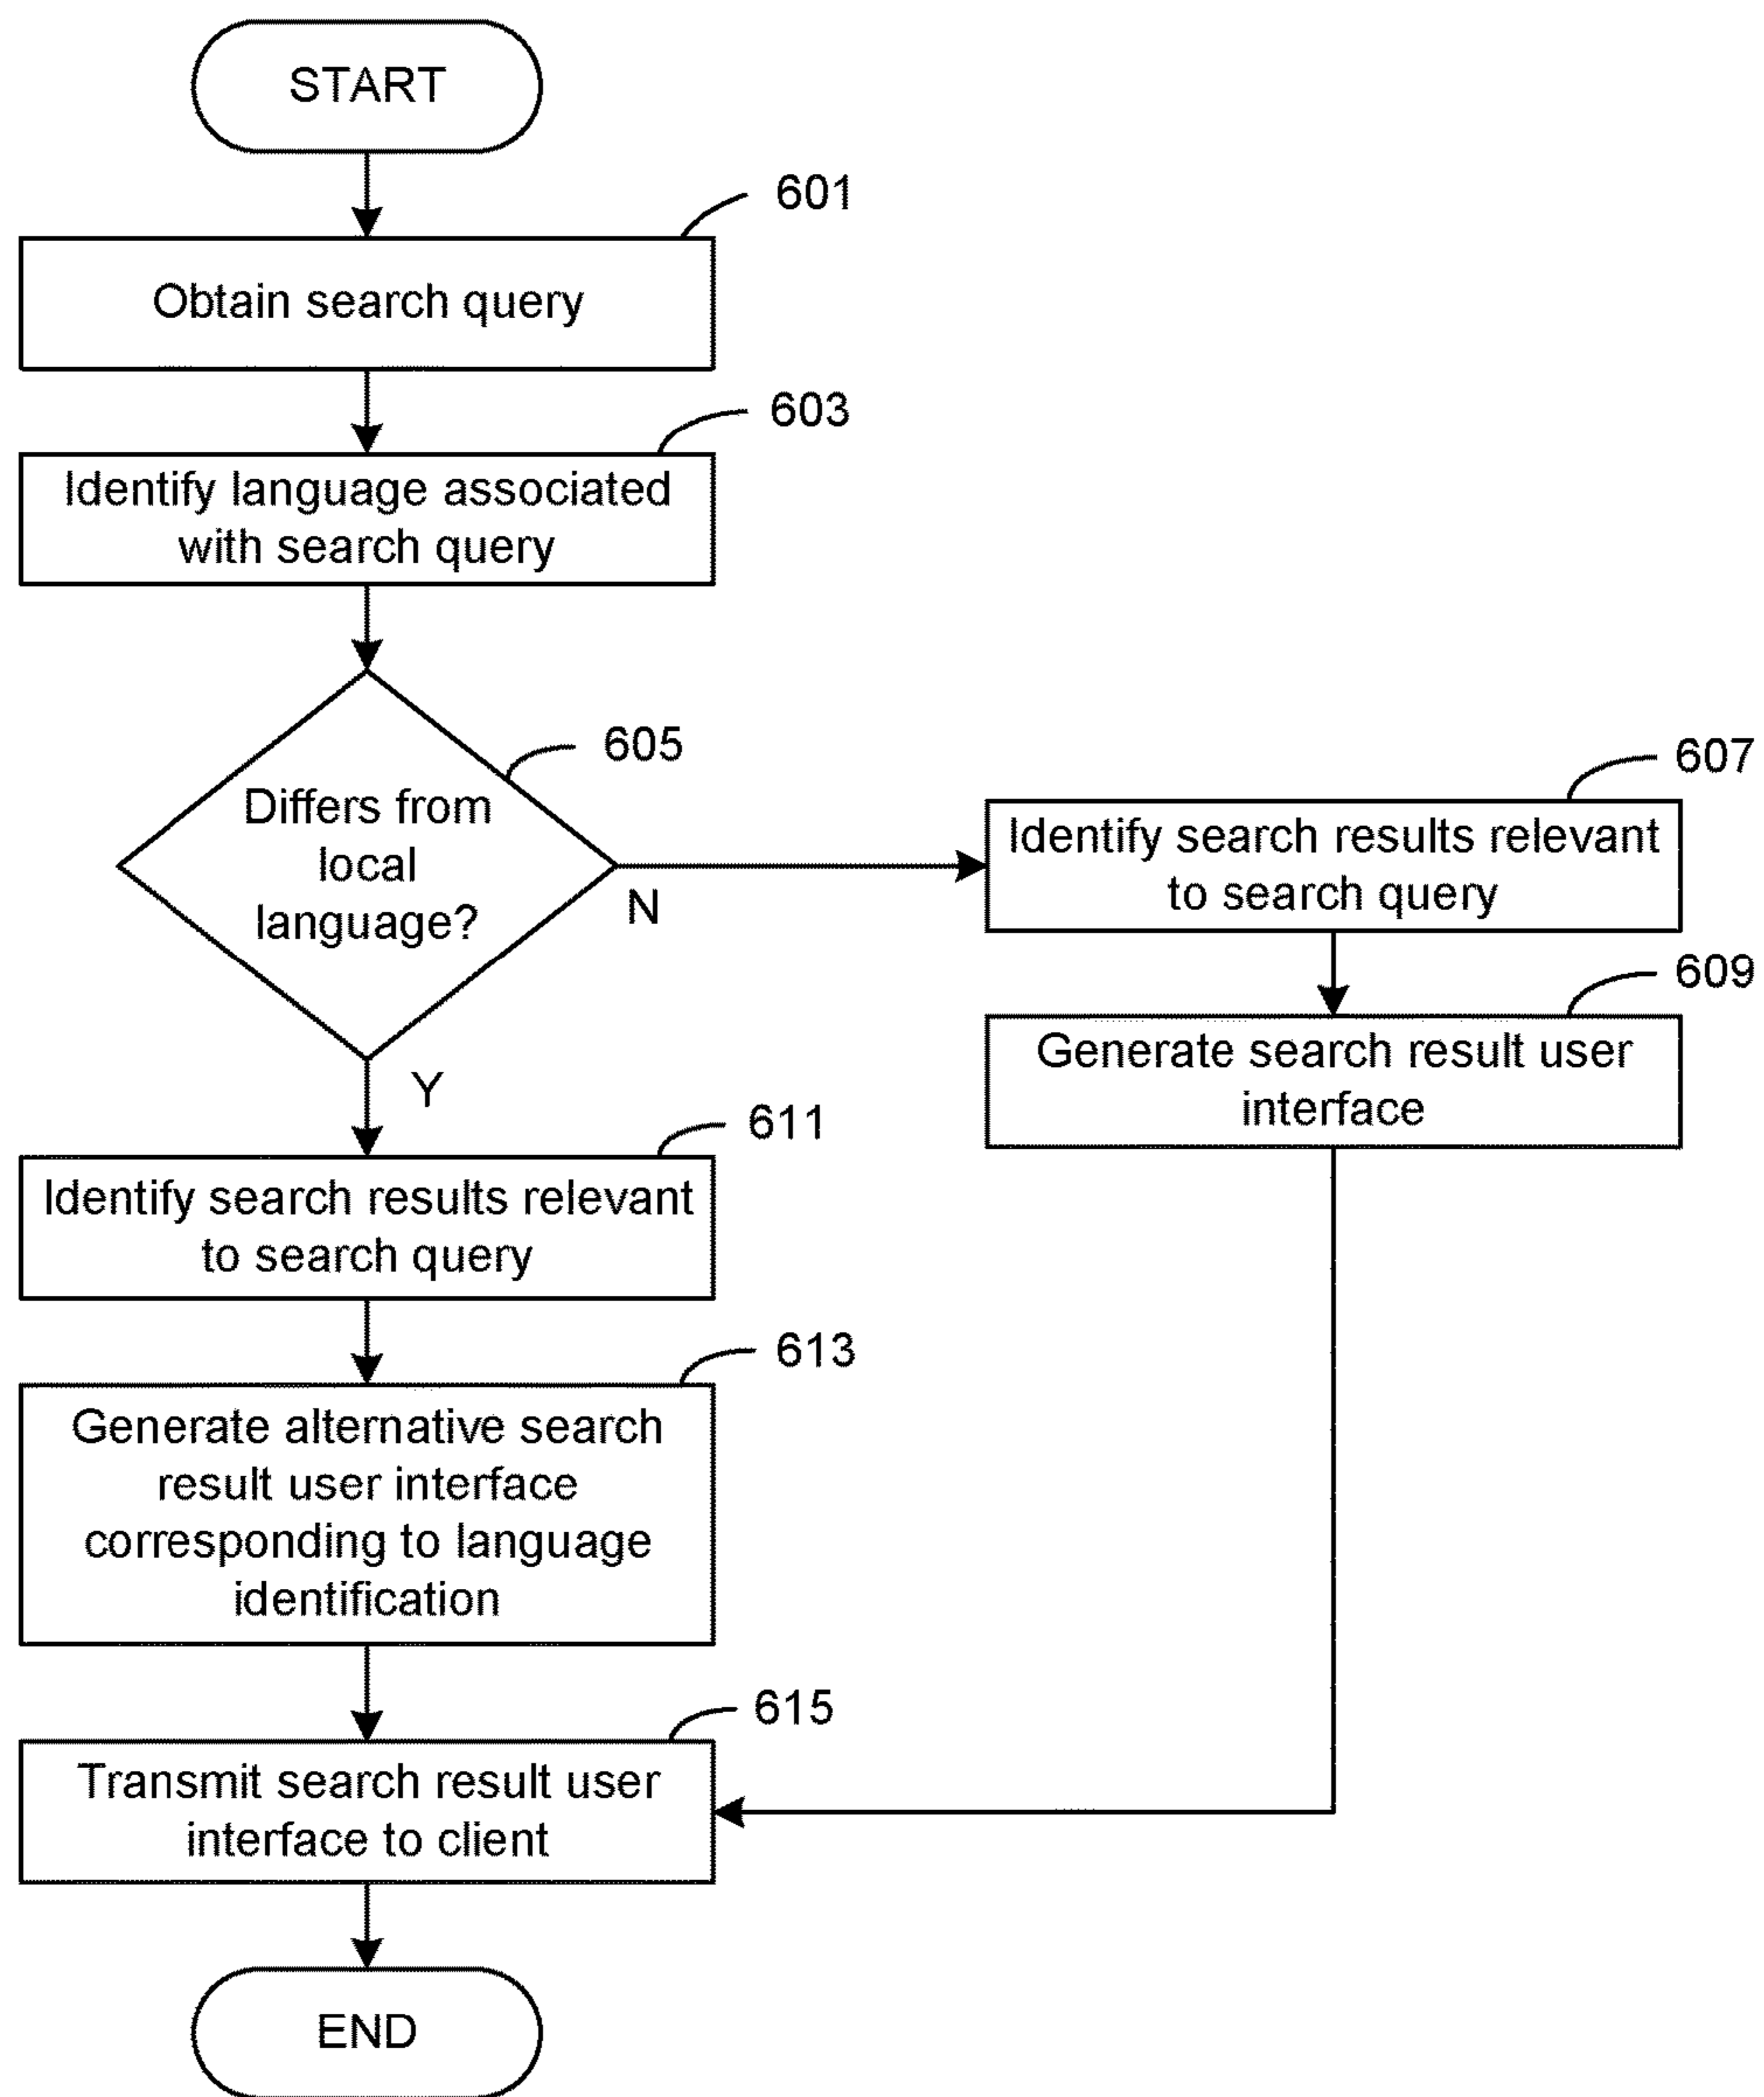 START
601
Obtain search query
603
Identify language associated
with search query
605
Differs from
local
language?
N
Y
607
Identify search results relevant
to search query
609
Generate search result user
interface
611
Identify search results relevant
to search query
613
Generate alternative search
result user interface
corresponding to language
identification
615
Transmit search result user
interface to client
END